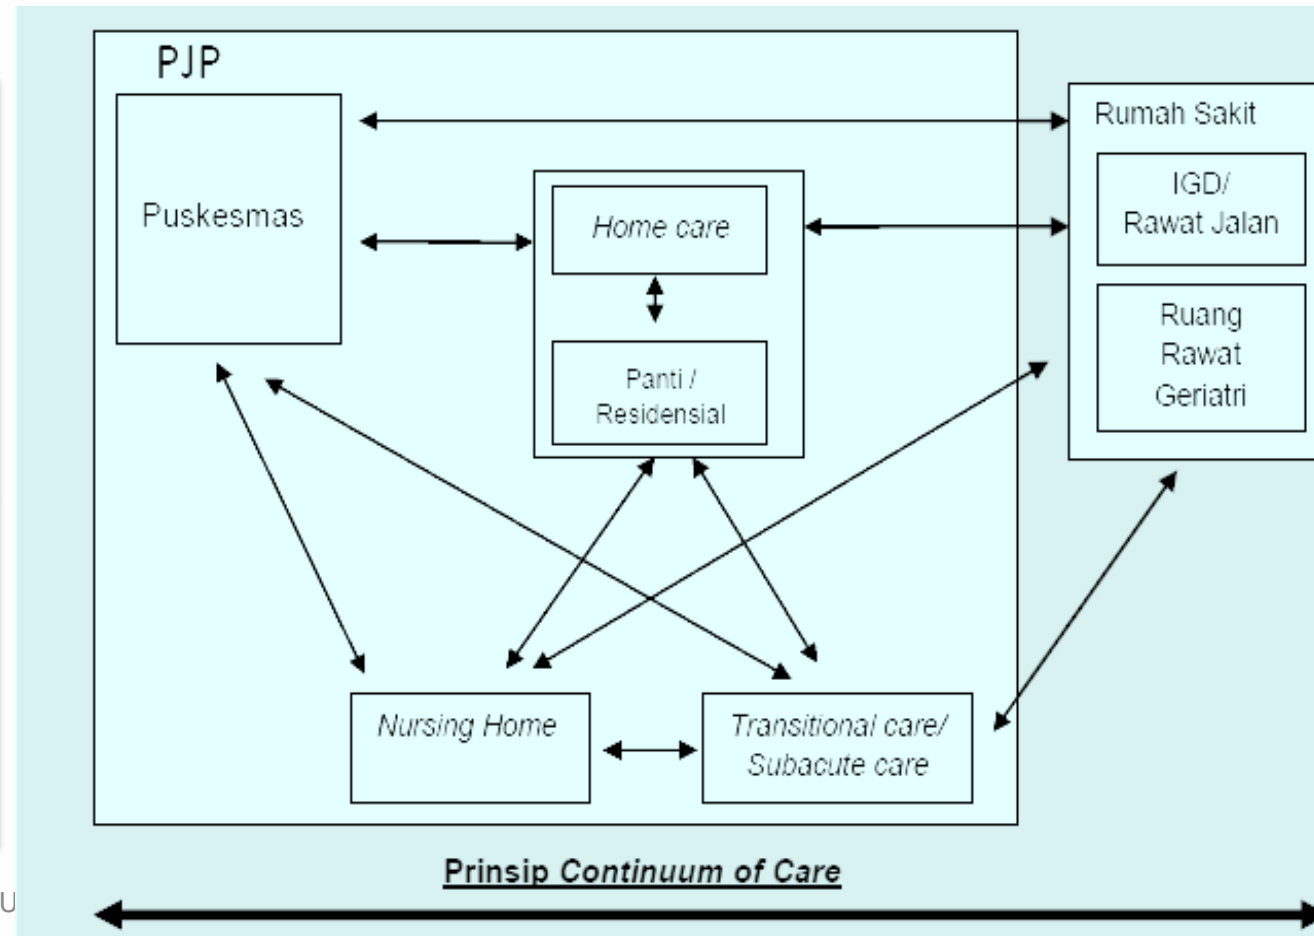 PJP
Puskesmas
Home care
Panti /
Residensial
Rumah Sakit
IGD/
Rawat Jalan
Ruang
Rawat
Geriatri
Nursing Home
Transitional care/
Subacute care
Prinsip Continuum of Care
U